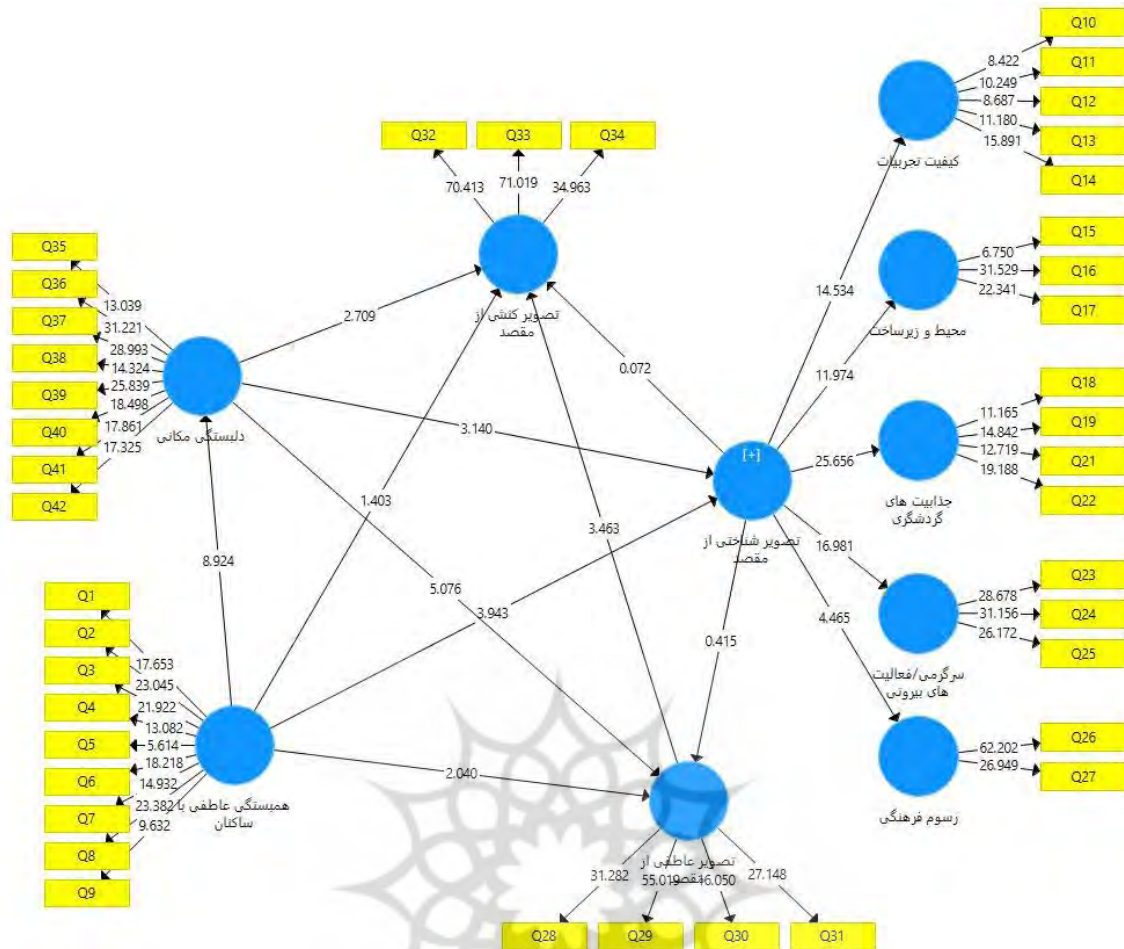 Q10
8.422
Q11
10.249
Q12
8.687
Q13
11.180
15.891
Q14
کیفیت تجربیات
Q32
Q33
Q34
70.413
71.019
34.963
تصویر کنشی از
مقصد
Q15
6.750
Q16
31.529
Q17
22.341
محیط و زیرساخت
14.534
11.974
Q35
Q36
Q37
Q38
Q39
Q40
Q41
Q42
13.039
31.221
28.993
14.324
25.839
18.498
17.861
17.325
دلبستگی مکانی
2.709
0.072
3.140
1.403
3.463
Q18
11.165
Q19
14.842
Q21
12.719
Q22
19.188
جذابیت های
گردشگری
[+]
25.656
تصویر شناختی از
مقصد
16.981
4.465
8.924
5.076
3.943
0.415
2.040
Q23
28.678
Q24
31.156
Q25
26.172
سرگرمی/فعالیت
های بیرونی
Q1
Q2
Q3
Q4
Q5
Q6
Q7
Q8
Q9
17.653
23.045
21.922
13.082
5.614
18.218
14.932
23.382
9.632
همبستگی عاطفی با
ساکنان
Q26
62.202
Q27
26.949
رسوم فرهنگی
تصویر عاطفی از
مقصد
31.282
55.019
16.050
27.148
Q28
Q29
Q30
Q31